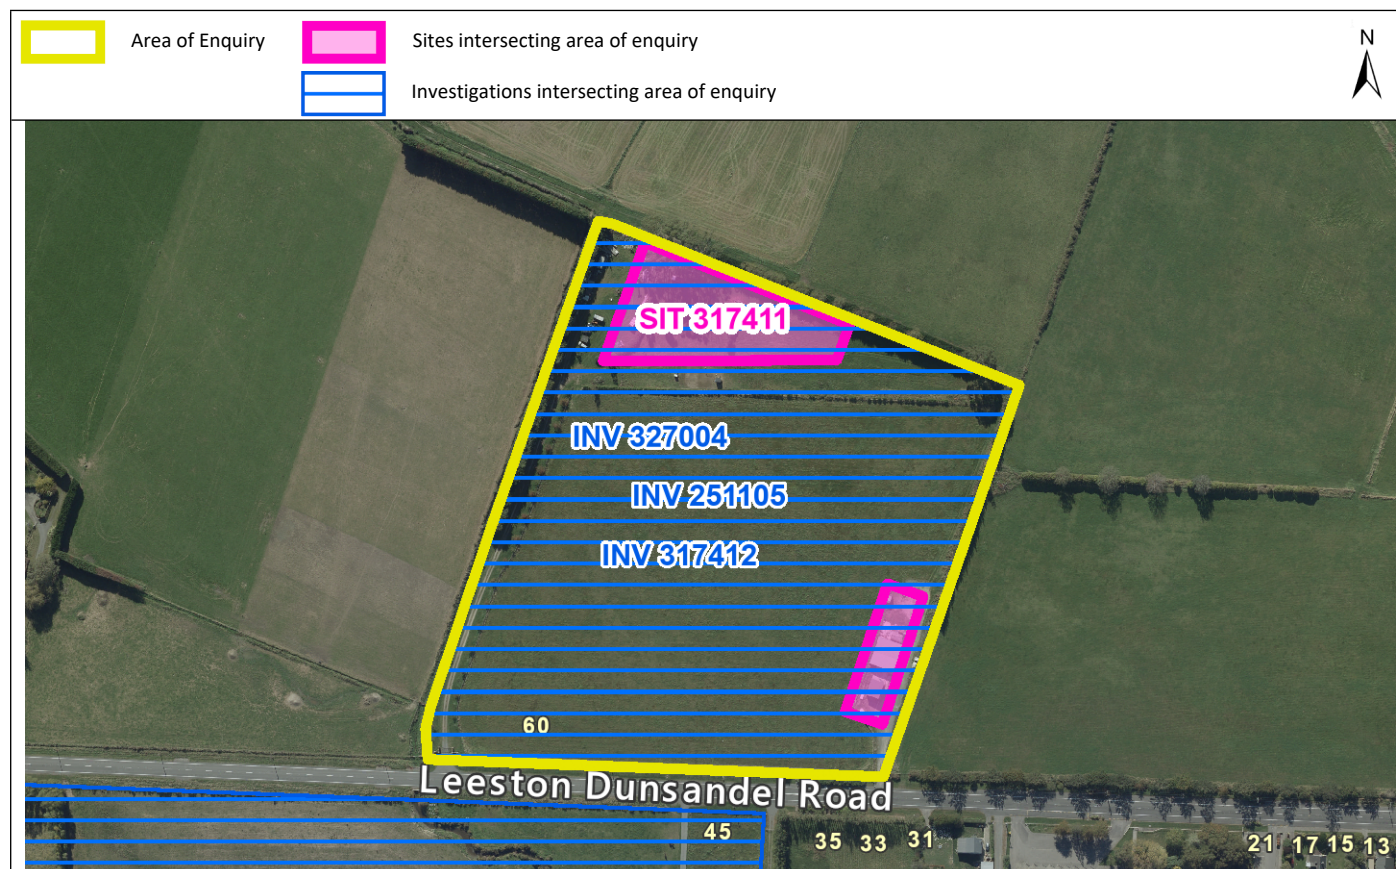 Area of Enquiry
Sites intersecting area of enquiry
N
Investigations intersecting area of enquiry
SIT 317411
INV 327004
INV 251105
INV 317412
60
Leeston Dunsandel Road
45
35
33
31
21
17
15
13